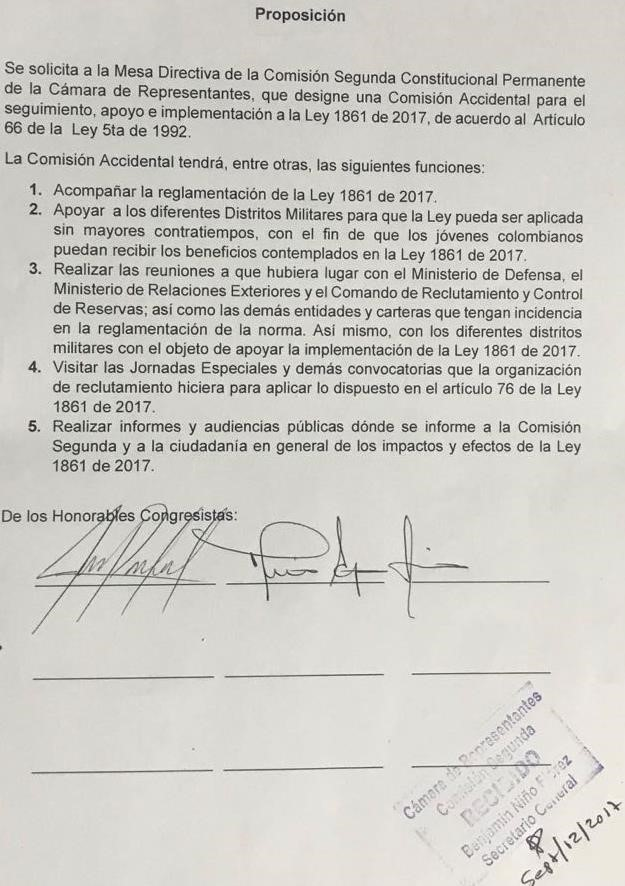 Proposición
Se solicita a la Mesa Directiva de la Comisión Segunda Constitucional Permanente
de la Cámara de Representantes, que designe una Comisión Accidental para el
seguimiento, apoyo e implementación a la Ley 1861 de 2017, de acuerdo al Artículo
66 de la Ley 5ta de 1992.
La Comisión Accidental tendrá, entre otras, las siguientes funciones:
1. Acompañar la reglamentación de la Ley 1861 de 2017.
2. Apoyar a los diferentes Distritos Militares para que la Ley pueda ser aplicada
sin mayores contratiempos, con el fin de que los jóvenes colombianos
puedan recibir los beneficios contemplados en la Ley 1861 de 2017.
3. Realizar las reuniones a que hubiera lugar con el Ministerio de Defensa, el
Ministerio de Relaciones Exteriores y el Comando de Reclutamiento y Control
de Reservas; así como las demás entidades y carteras que tengan incidencia
en la reglamentación de la norma. Así mismo, con los diferentes distritos
militares con el objeto de apoyar la implementación de la Ley 1861 de 2017.
4. Visitar las Jornadas Especiales y demás convocatorias que la organización
de reclutamiento hiciera para aplicar lo dispuesto en el artículo 76 de la Ley
1861 de 2017.
5. Realizar informes y audiencias públicas dónde se informe a la Comisión
Segunda y a la ciudadanía en general de los impactos y efectos de la Ley
1861 de 2017.
De los Honorables Congresistas:
Cámara de Representantes
Comisión Segunda
RECIBIDO
Benjamin Niño
Secretario General
Sept/12/2017